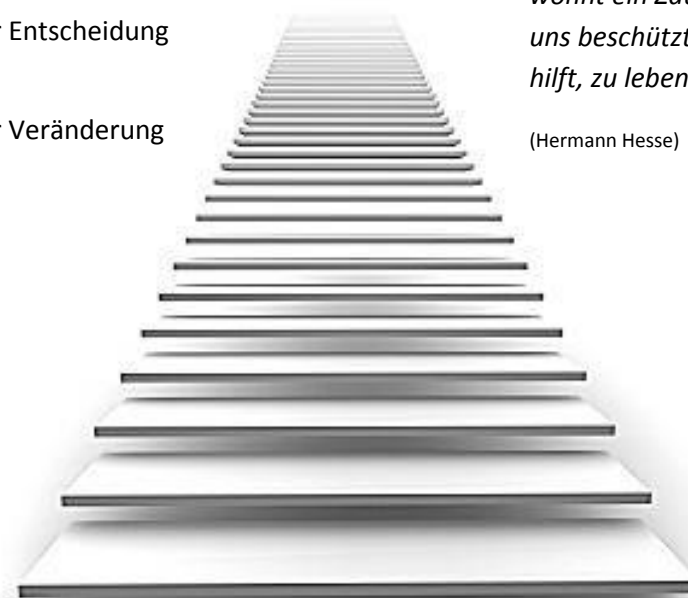 r Entscheidung
r Veränderung
wohnt ein
uns beschützt
hilft, zu leben
(Hermann Hesse)